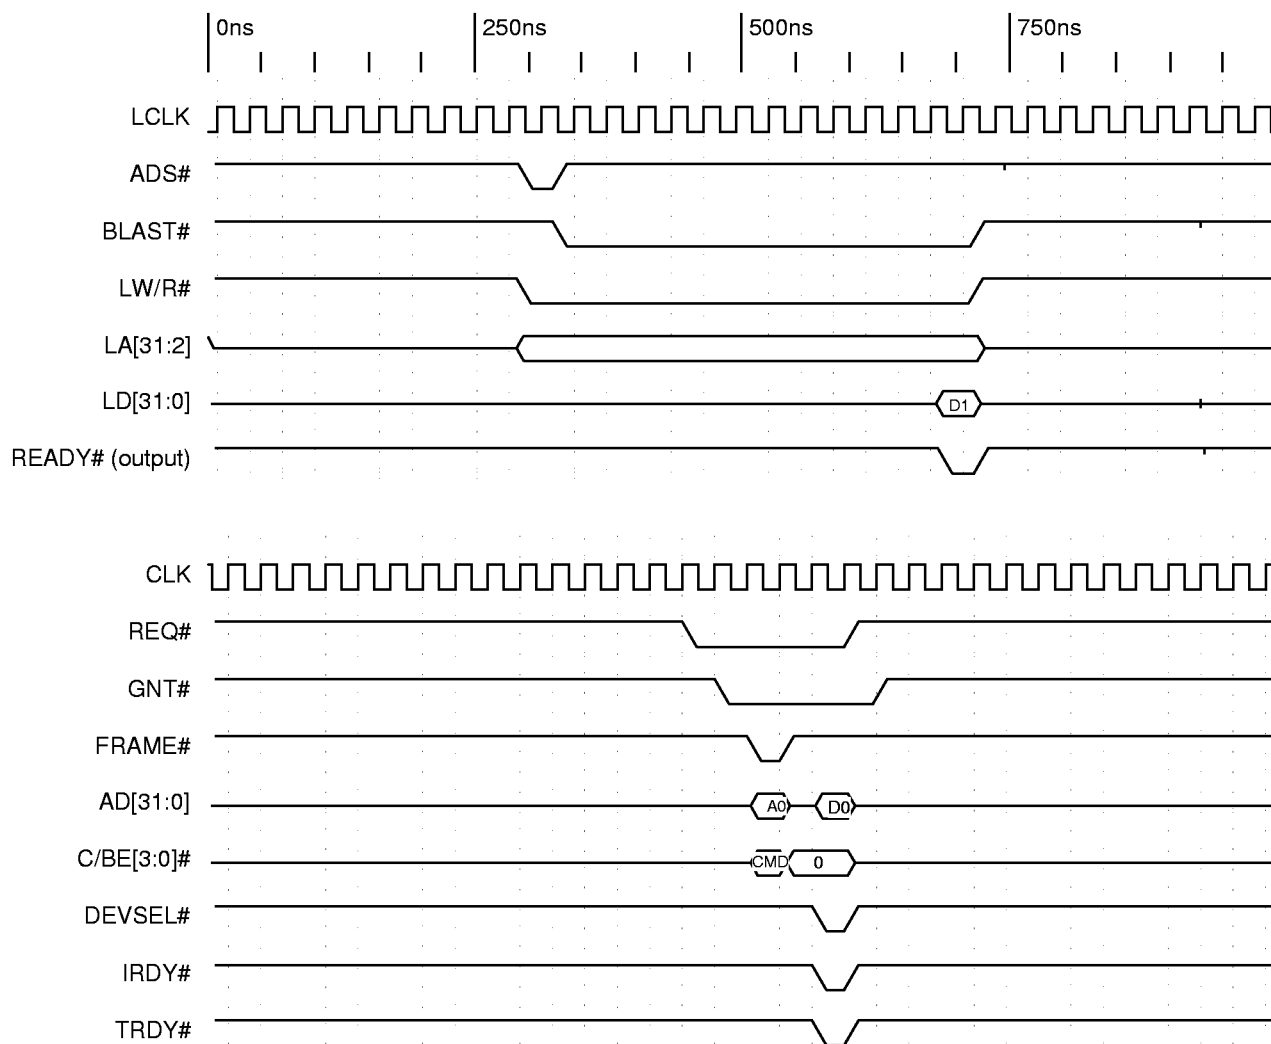 0ns 250ns 500ns 750ns
LCLK
ADS#
BLAST#
LW/R#
LA[31:2]
LD[31:0] D1
READY# (output)
CLK
REQ#
GNT#
FRAME#
AD[31:0] A0 D0
C/BE[3:0]# CMD 0
DEVSEL#
IRDY#
TRDY#